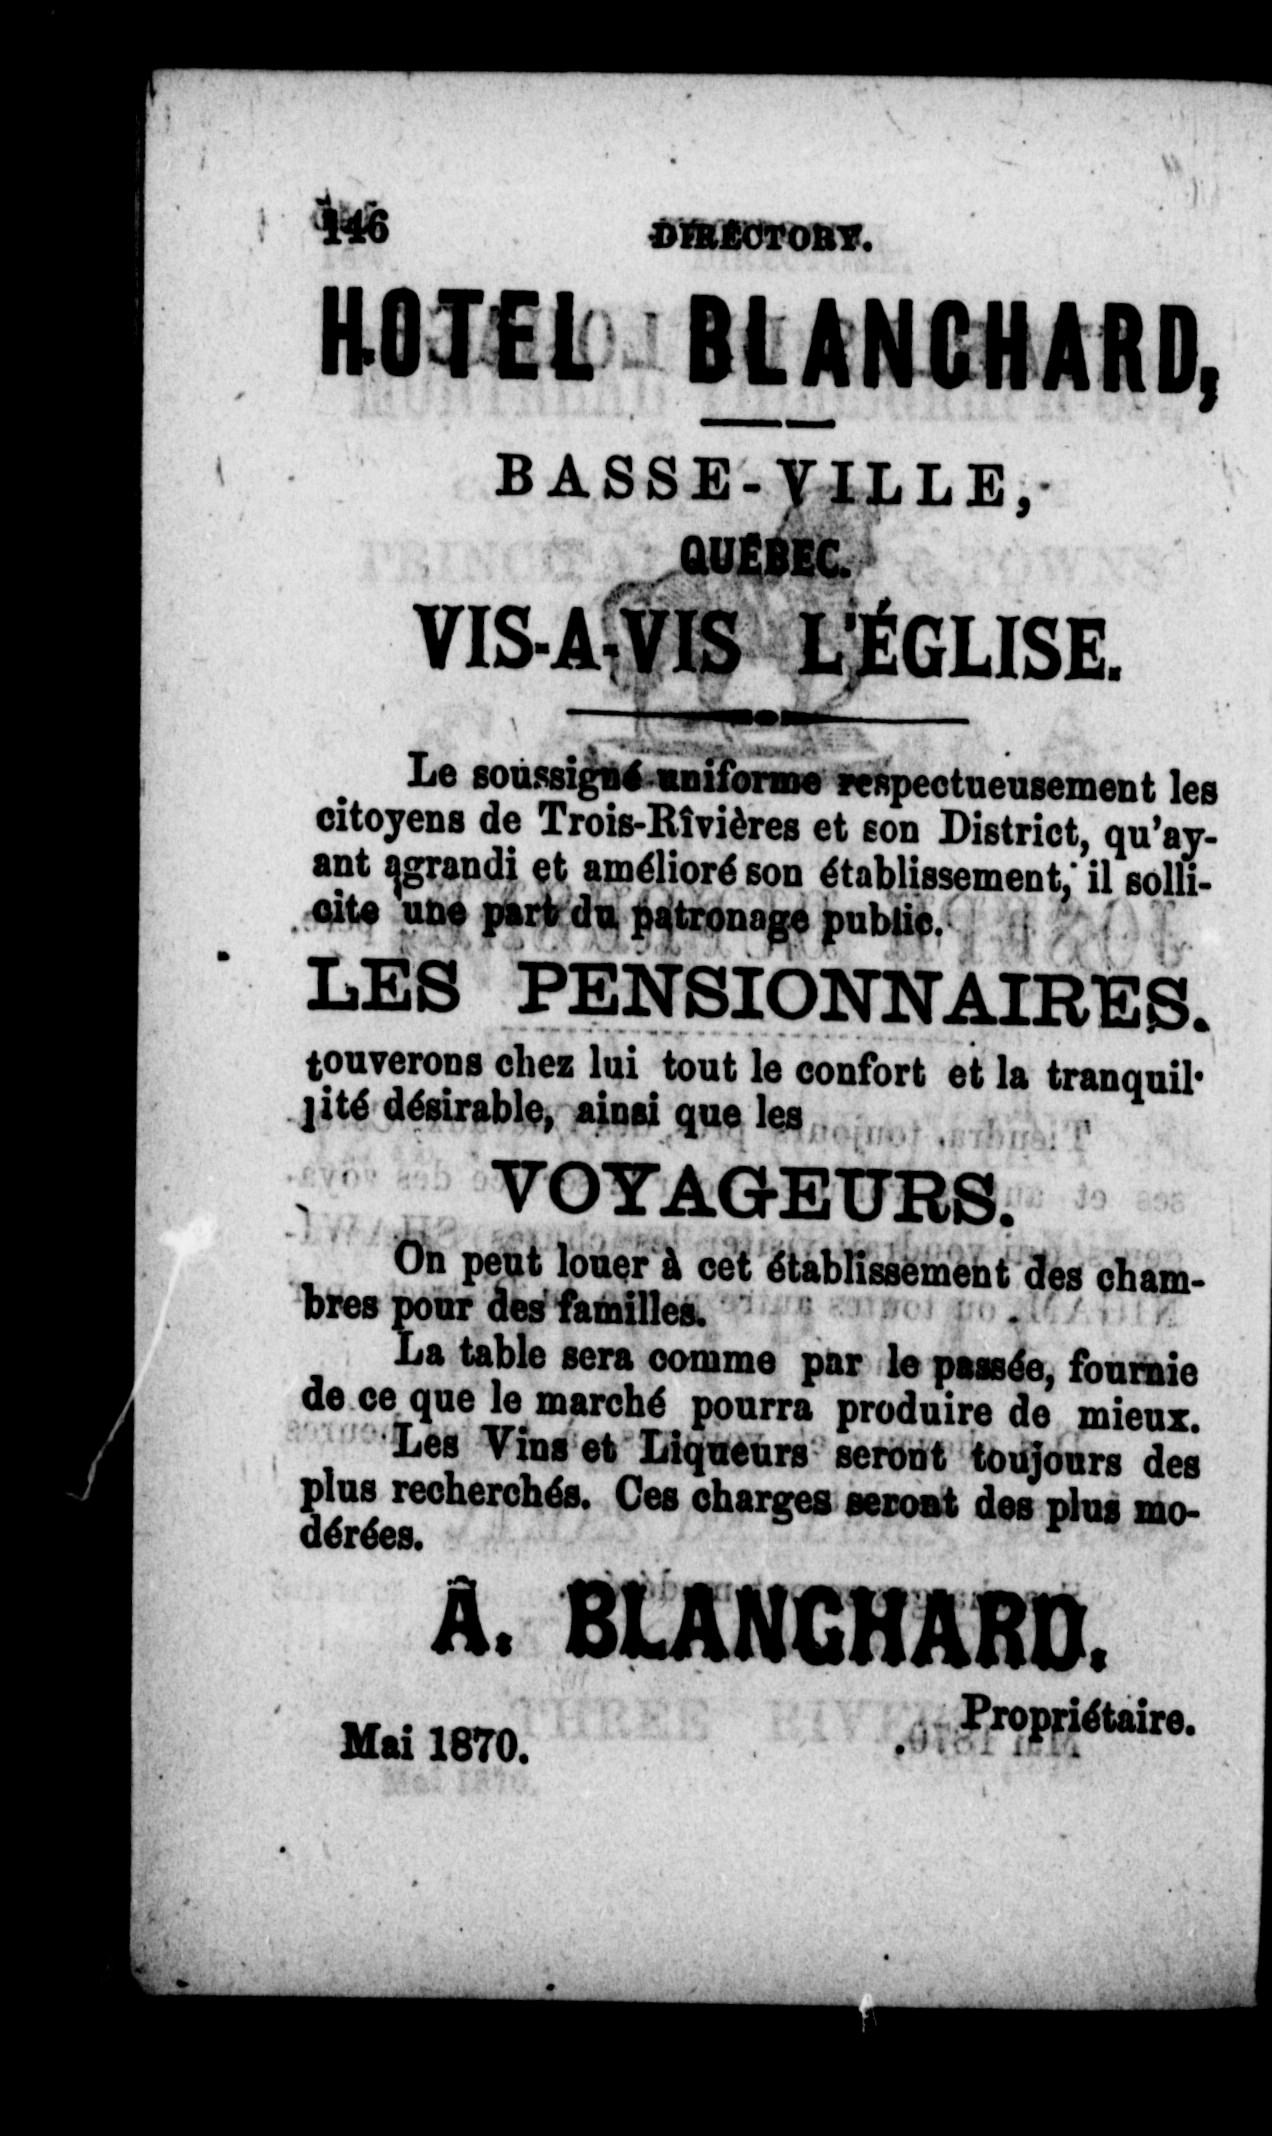 146 DIRECTORY.
HOTEL BLANCHARD,
BASSE-VILLE,
QUÉBEC.
VIS-A-VIS L'ÉGLISE.
Le soussigné uniforme respectueusement les
citoyens de Trois-Rîvières et son District, qu'ay-
ant agrandi et amélioré son établissement, il solli-
cite une part du patronage public.
LES PENSIONNAIRES.
touverons chez lui tout le confort et la tranquil-
lité désirable, ainsi que les
VOYAGEURS.
On peut louer à cet établissement des cham-
bres pour des familles.
La table sera comme par le passée, fournie
de ce que le marché pourra produire de mieux.
Les Vins et Liqueurs seront toujours des
plus recherchés. Ces charges seront des plus mo-
dérées.
A. BLANCHARD.
Propriétaire.
Mai 1870.